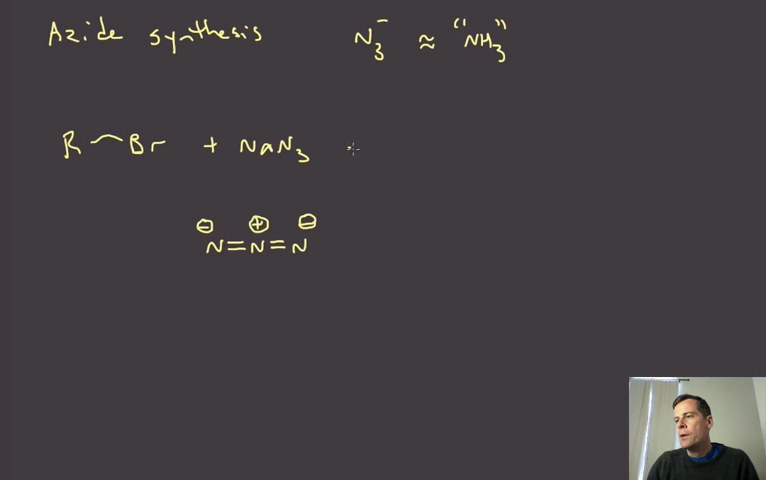 Azide synthesis N₃⁻ ≈ "NH₃"
R⁀Br + NaN₃
⊖ ⊕ ⊖
N=N=N